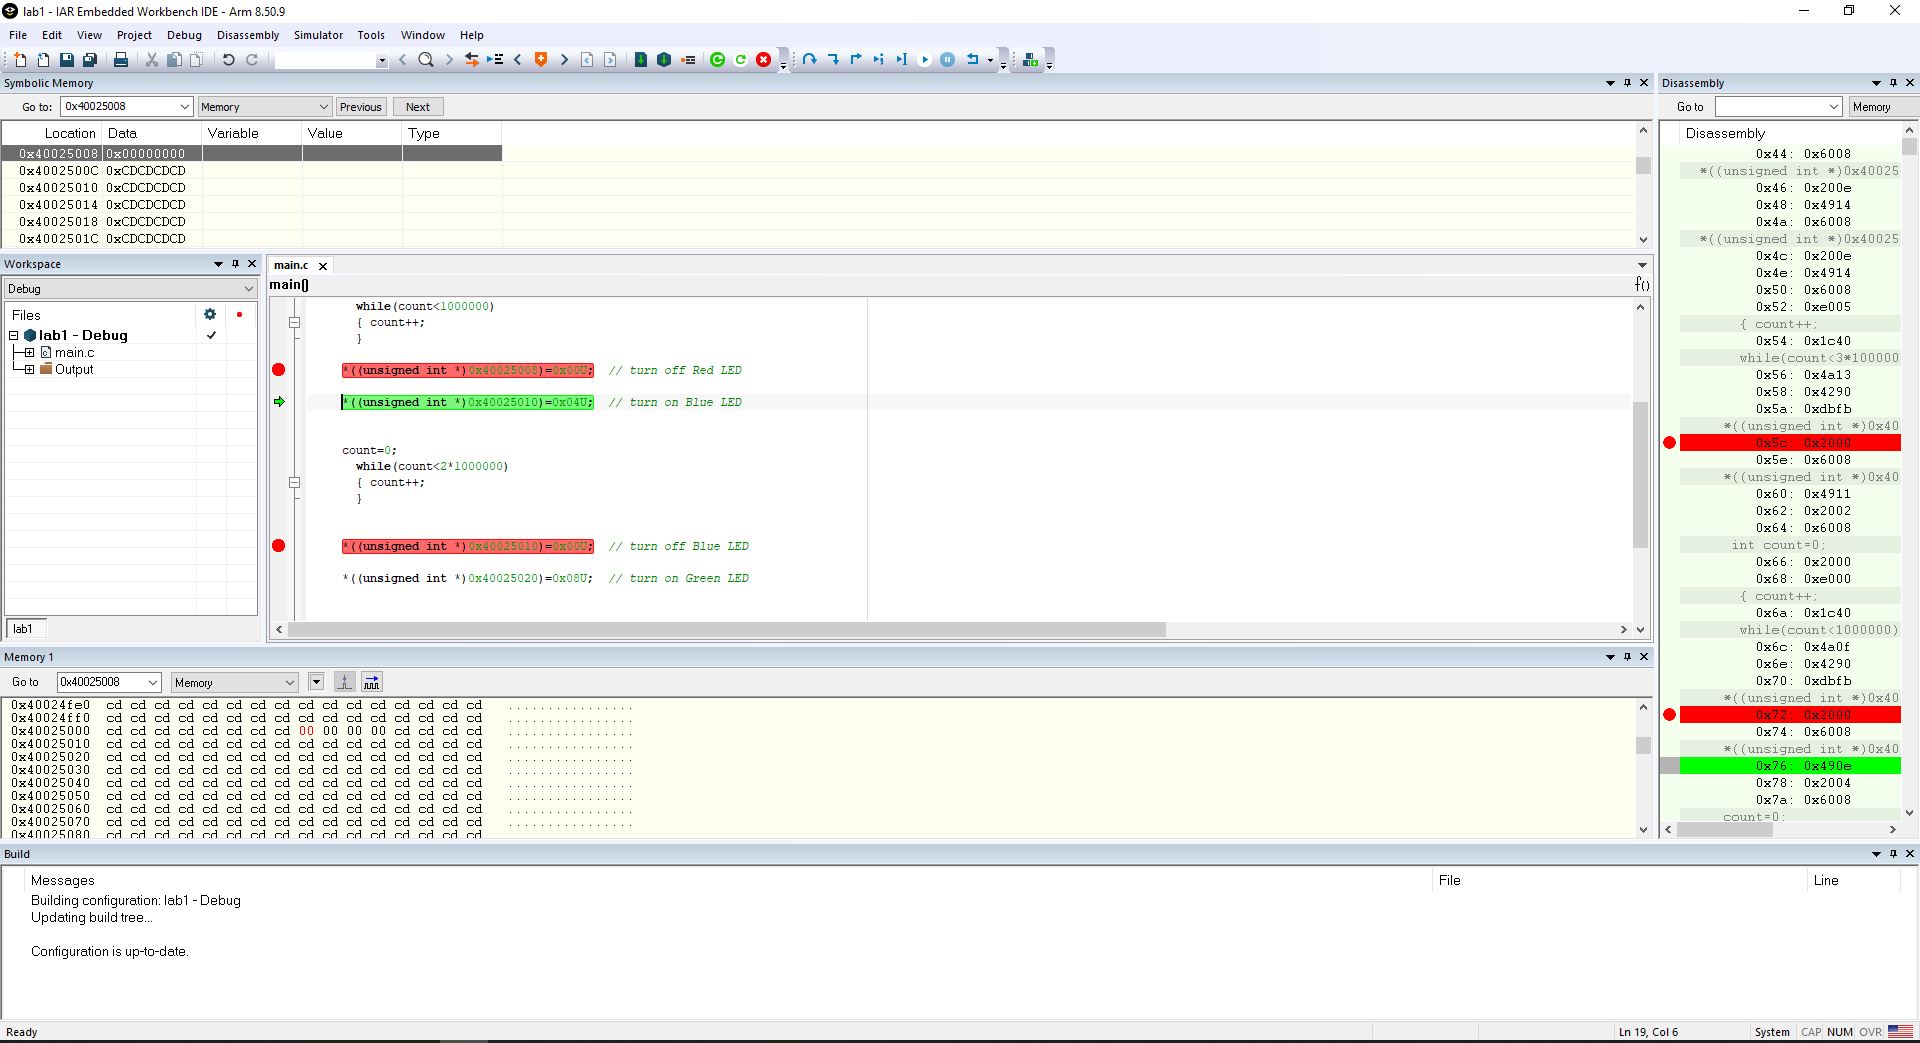 lab1 - IAR Embedded Workbench IDE - Arm 8.50.9
File Edit View Project Debug Disassembly Simulator Tools Window Help
Symbolic Memory
Go to: 0x40025008 Memory Previous Next
Location Data Variable Value Type
0x40025008 0x00000000
0x4002500C 0xCDCDCDCD
0x40025010 0xCDCDCDCD
0x40025014 0xCDCDCDCD
0x40025018 0xCDCDCDCD
0x4002501C 0xCDCDCDCD
Workspace
Debug
Files
lab1 - Debug
main.c
Output
lab1
main.c
main()
f()
while(count<1000000)
{ count++;
}
*((unsigned int *)0x40025008)=0x00U; // turn off Red LED
*((unsigned int *)0x40025010)=0x04U; // turn on Blue LED
count=0;
while(count<2*1000000)
{ count++;
}
*((unsigned int *)0x40025010)=0x00U; // turn off Blue LED
*((unsigned int *)0x40025020)=0x08U; // turn on Green LED
Memory 1
Go to 0x40025008 Memory
0x40024fe0 cd cd cd cd cd cd cd cd cd cd cd cd cd cd cd cd ................
0x40024ff0 cd cd cd cd cd cd cd cd cd cd cd cd cd cd cd cd ................
0x40025000 cd cd cd cd cd cd cd cd 00 00 00 00 cd cd cd cd ................
0x40025010 cd cd cd cd cd cd cd cd cd cd cd cd cd cd cd cd ................
0x40025020 cd cd cd cd cd cd cd cd cd cd cd cd cd cd cd cd ................
0x40025030 cd cd cd cd cd cd cd cd cd cd cd cd cd cd cd cd ................
0x40025040 cd cd cd cd cd cd cd cd cd cd cd cd cd cd cd cd ................
0x40025050 cd cd cd cd cd cd cd cd cd cd cd cd cd cd cd cd ................
0x40025060 cd cd cd cd cd cd cd cd cd cd cd cd cd cd cd cd ................
0x40025070 cd cd cd cd cd cd cd cd cd cd cd cd cd cd cd cd ................
0x40025080 cd cd cd cd cd cd cd cd cd cd cd cd cd cd cd cd
Disassembly
Go to Memory
Disassembly
0x44: 0x6008
*((unsigned int *)0x40025
0x46: 0x200e
0x48: 0x4914
0x4a: 0x6008
*((unsigned int *)0x40025
0x4c: 0x200e
0x4e: 0x4914
0x50: 0x6008
0x52: 0xe005
{ count++;
0x54: 0x1c40
while(count<3*100000
0x56: 0x4a13
0x58: 0x4290
0x5a: 0xdbfb
*((unsigned int *)0x40
0x5c: 0x2000
0x5e: 0x6008
*((unsigned int *)0x40
0x60: 0x4911
0x62: 0x2002
0x64: 0x6008
int count=0;
0x66: 0x2000
0x68: 0xe000
{ count++;
0x6a: 0x1c40
while(count<1000000)
0x6c: 0x4a0f
0x6e: 0x4290
0x70: 0xdbfb
*((unsigned int *)0x40
0x72: 0x2000
0x74: 0x6008
*((unsigned int *)0x40
0x76: 0x490e
0x78: 0x2004
0x7a: 0x6008
count=0;
Build
Messages File Line
Building configuration: lab1 - Debug
Updating build tree...
Configuration is up-to-date.
Ready Ln 19, Col 6 System CAP NUM OVR